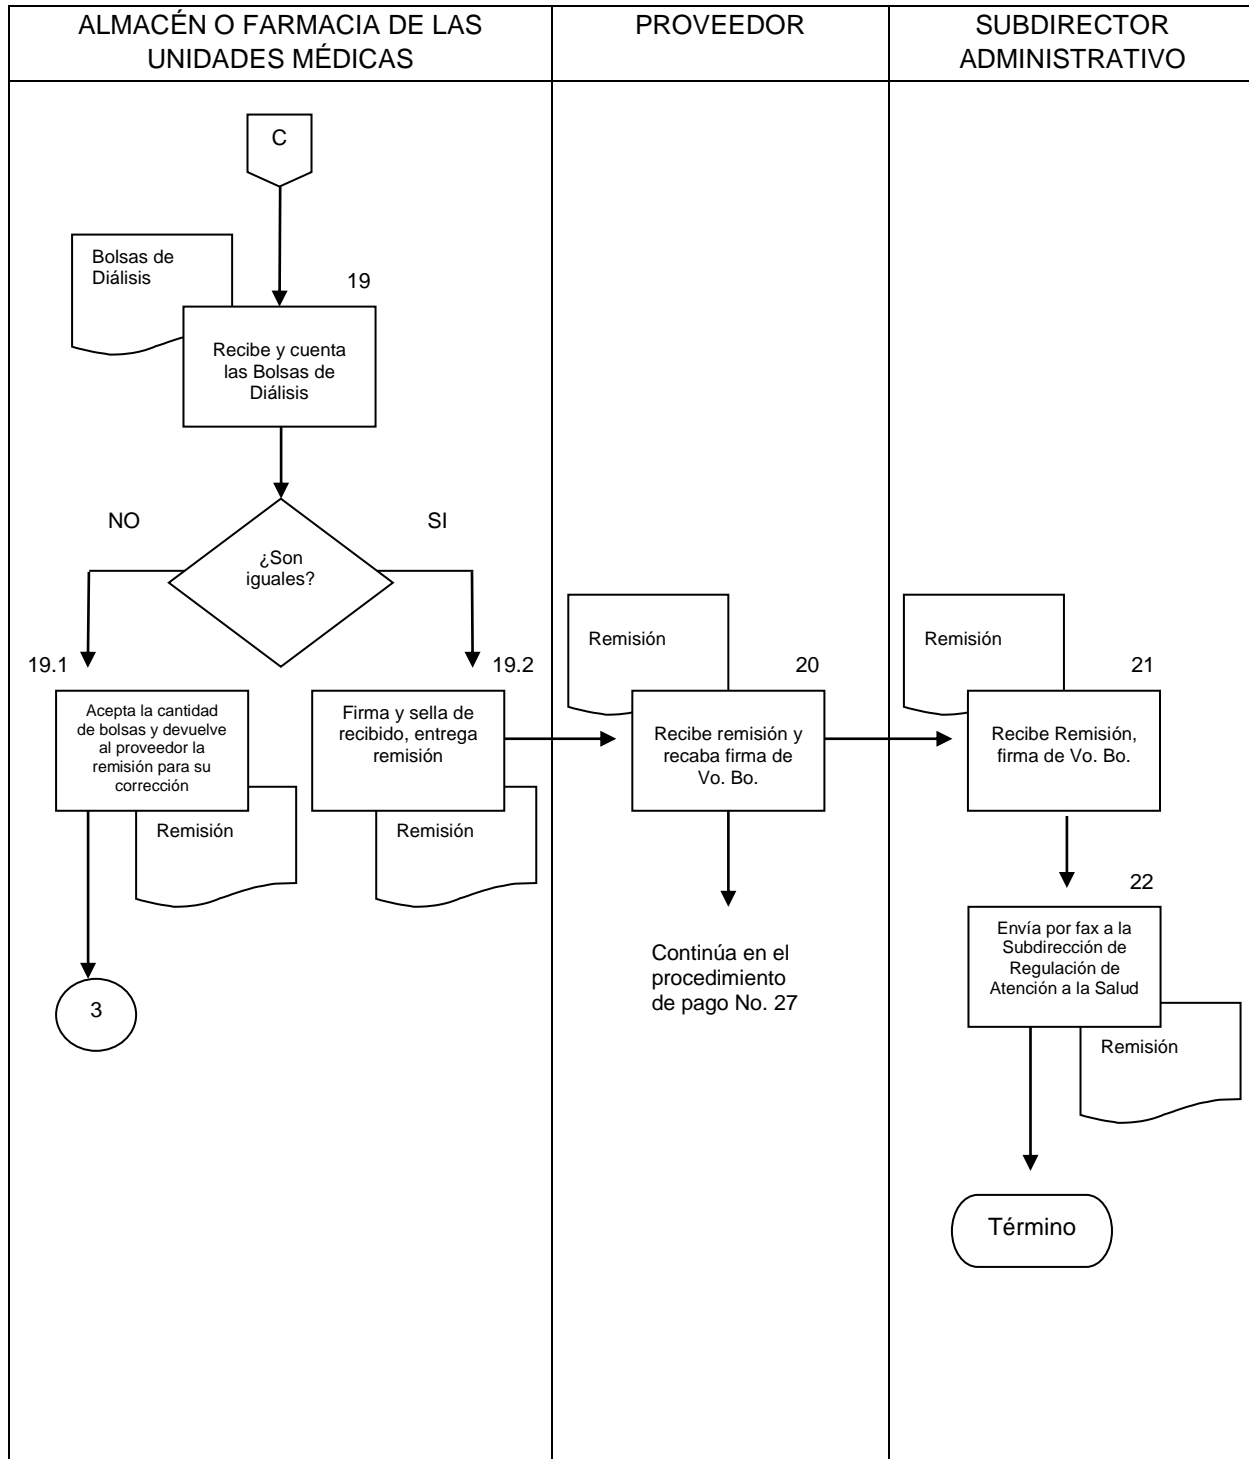 ALMACÉN O FARMACIA DE LAS
UNIDADES MÉDICAS
PROVEEDOR
SUBDIRECTOR
ADMINISTRATIVO
C
Bolsas de
Diálisis
19
Recibe y cuenta
las Bolsas de
Diálisis
NO
SI
¿Son
iguales?
19.1
Acepta la cantidad
de bolsas y devuelve
al proveedor la
remisión para su
corrección
Remisión
3
19.2
Firma y sella de
recibido, entrega
remisión
Remisión
Remisión
20
Recibe remisión y
recaba firma de
Vo. Bo.
Continúa en el
procedimiento
de pago No. 27
Remisión
21
Recibe Remisión,
firma de Vo. Bo.
22
Envía por fax a la
Subdirección de
Regulación de
Atención a la Salud
Remisión
Término